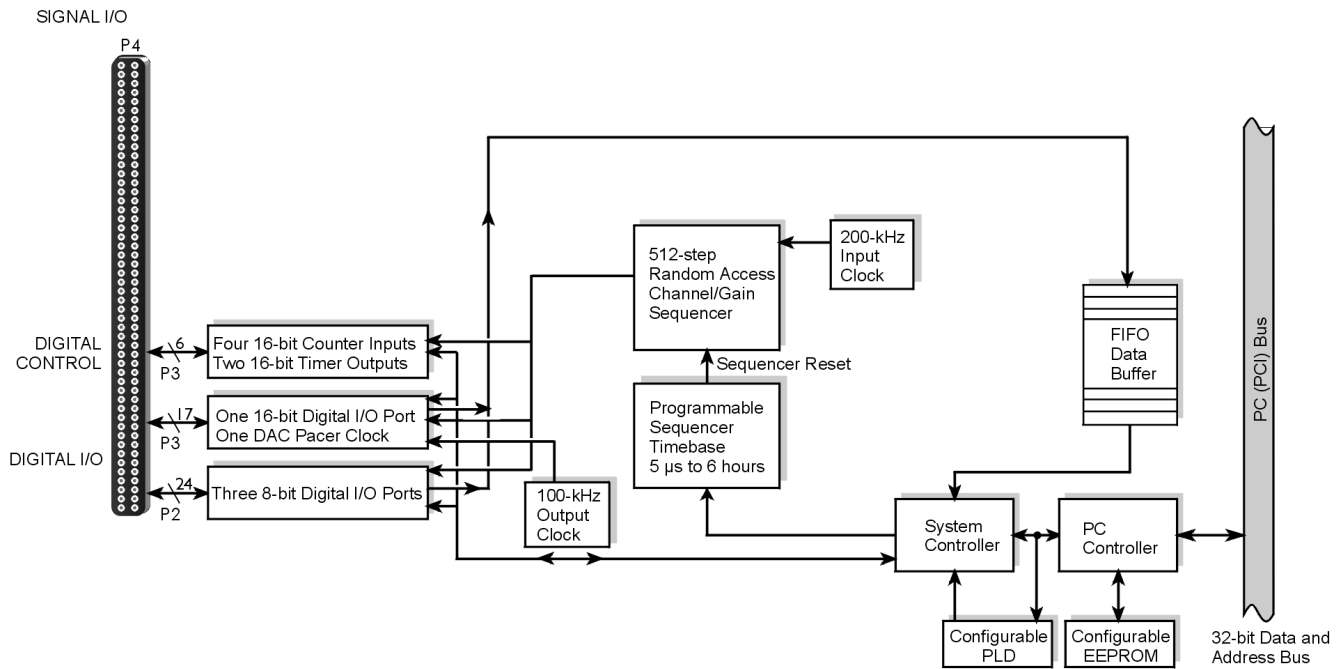 SIGNAL I/O
P4
200-kHz
Input
Clock
512-step
Random Access
Channel/Gain
Sequencer
FIFO
Data
Buffer
PC (PCI) Bus
DIGITAL
CONTROL
6
P3
Four 16-bit Counter Inputs
Two 16-bit Timer Outputs
Sequencer Reset
17
P3
One 16-bit Digital I/O Port
One DAC Pacer Clock
Programmable
Sequencer
Timebase
5 µs to 6 hours
DIGITAL I/O
24
P2
Three 8-bit Digital I/O Ports
100-kHz
Output
Clock
System
Controller
PC
Controller
Configurable
PLD
Configurable
EEPROM
32-bit Data and
Address Bus